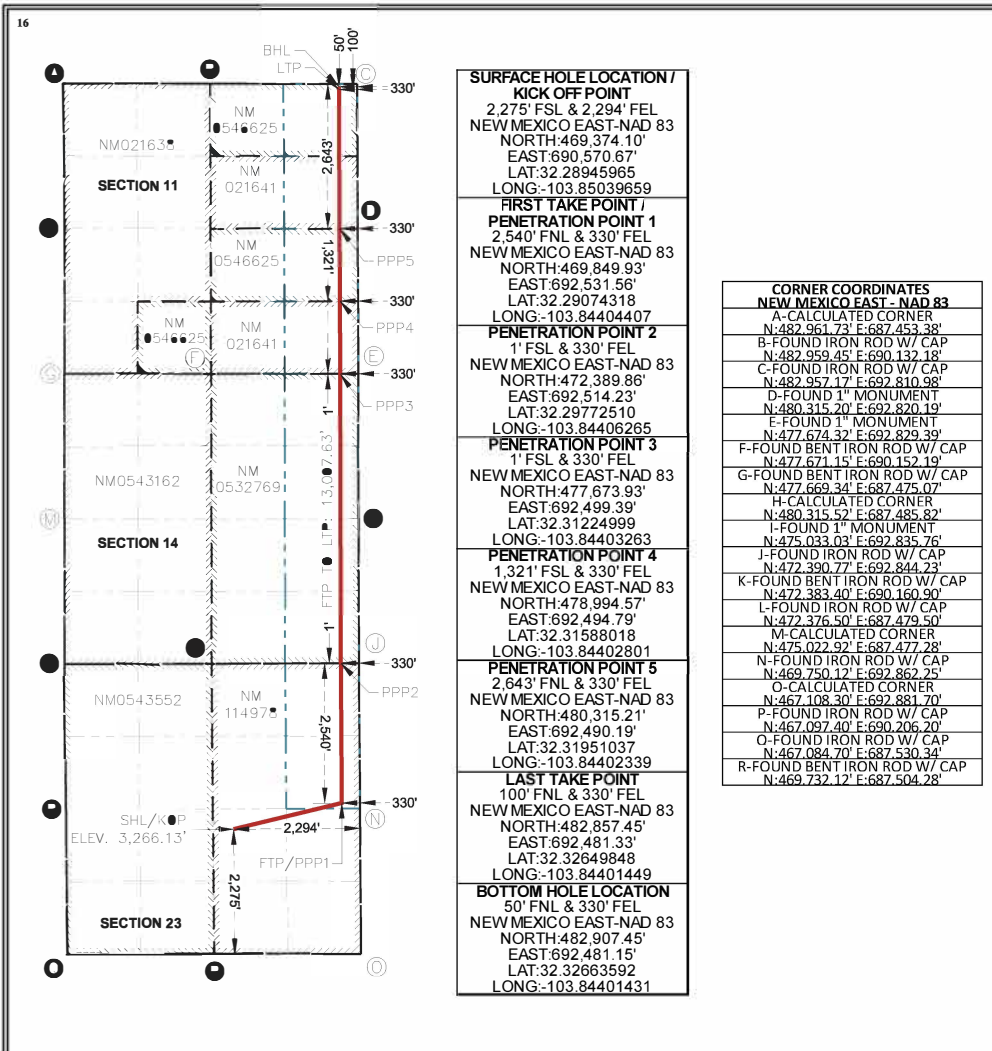 16
BHL
LTP
50'
100'
C
330'
NM
NM021638
SECTION 11
NM
021641
2,643'
330'
NM
0546625
PPP5
1,321'
330'
NM
NM
021641
PPP4
F
E
G
330'
PPP3
1'
NM0543162
NM
0532769
FTP TO LTP: 13,007.63'
M
SECTION 14
1'
J
330'
PPP2
NM0543552
NM
2,540'
330'
N
SHL/KOP
ELEV. 3,266.13'
2,294'
FTP/PPP1
2,275'
SECTION 23
O
SURFACE HOLE LOCATION /
KICK OFF POINT
2,275' FSL & 2,294' FEL
NEW MEXICO EAST-NAD 83
NORTH:469,374.10'
EAST:690,570.67'
LAT:32.28945965
LONG:-103.85039659
FIRST TAKE POINT /
PENETRATION POINT 1
2,540' FNL & 330' FEL
NEW MEXICO EAST-NAD 83
NORTH:469,849.93'
EAST:692,531.56'
LAT:32.29074318
LONG:-103.84404407
PENETRATION POINT 2
1' FSL & 330' FEL
NEW MEXICO EAST-NAD 83
NORTH:472,389.86'
EAST:692,514.23'
LAT:32.29772510
LONG:-103.84406265
PENETRATION POINT 3
1' FSL & 330' FEL
NEW MEXICO EAST-NAD 83
NORTH:477,673.93'
EAST:692,499.39'
LAT:32.31224999
LONG:-103.84403263
PENETRATION POINT 4
1,321' FSL & 330' FEL
NEW MEXICO EAST-NAD 83
NORTH:478,994.57'
EAST:692,494.79'
LAT:32.31588018
LONG:-103.84402801
PENETRATION POINT 5
2,643' FNL & 330' FEL
NEW MEXICO EAST-NAD 83
NORTH:480,315.21'
EAST:692,490.19'
LAT:32.31951037
LONG:-103.84402339
LAST TAKE POINT
100' FNL & 330' FEL
NEW MEXICO EAST-NAD 83
NORTH:482,857.45'
EAST:692,481.33'
LAT:32.32649848
LONG:-103.84401449
BOTTOM HOLE LOCATION
50' FNL & 330' FEL
NEW MEXICO EAST-NAD 83
NORTH:482,907.45'
EAST:692,481.15'
LAT:32.32663592
LONG:-103.84401431
CORNER COORDINATES
NEW MEXICO EAST - NAD 83
A-CALCULATED CORNER
N:482,961.73' E:687,453.38'
B-FOUND IRON ROD W/ CAP
N:482,959.45' E:690,132.18'
C-FOUND IRON ROD W/ CAP
N:482,957.17' E:692,810.98'
D-FOUND 1" MONUMENT
N:480,315.20' E:692,820.19'
E-FOUND 1" MONUMENT
N:477,674.32' E:692,829.39'
F-FOUND BENT IRON ROD W/ CAP
N:477,671.15' E:690,152.19'
G-FOUND BENT IRON ROD W/ CAP
N:477,669.34' E:687,475.07'
H-CALCULATED CORNER
N:480,315.52' E:687,485.82'
I-FOUND 1" MONUMENT
N:475,033.03' E:692,835.76'
J-FOUND IRON ROD W/ CAP
N:472,390.77' E:692,844.23'
K-FOUND BENT IRON ROD W/ CAP
N:472,383.40' E:690,160.90'
L-FOUND IRON ROD W/ CAP
N:472,376.50' E:687,479.50'
M-CALCULATED CORNER
N:475,022.92' E:687,477.28'
N-FOUND IRON ROD W/ CAP
N:469,750.12' E:692,862.25'
O-CALCULATED CORNER
N:467,108.30' E:692,881.70'
P-FOUND IRON ROD W/ CAP
N:467,097.40' E:690,206.20'
Q-FOUND IRON ROD W/ CAP
N:467,084.70' E:687,530.34'
R-FOUND BENT IRON ROD W/ CAP
N:469,732.12' E:687,504.28'